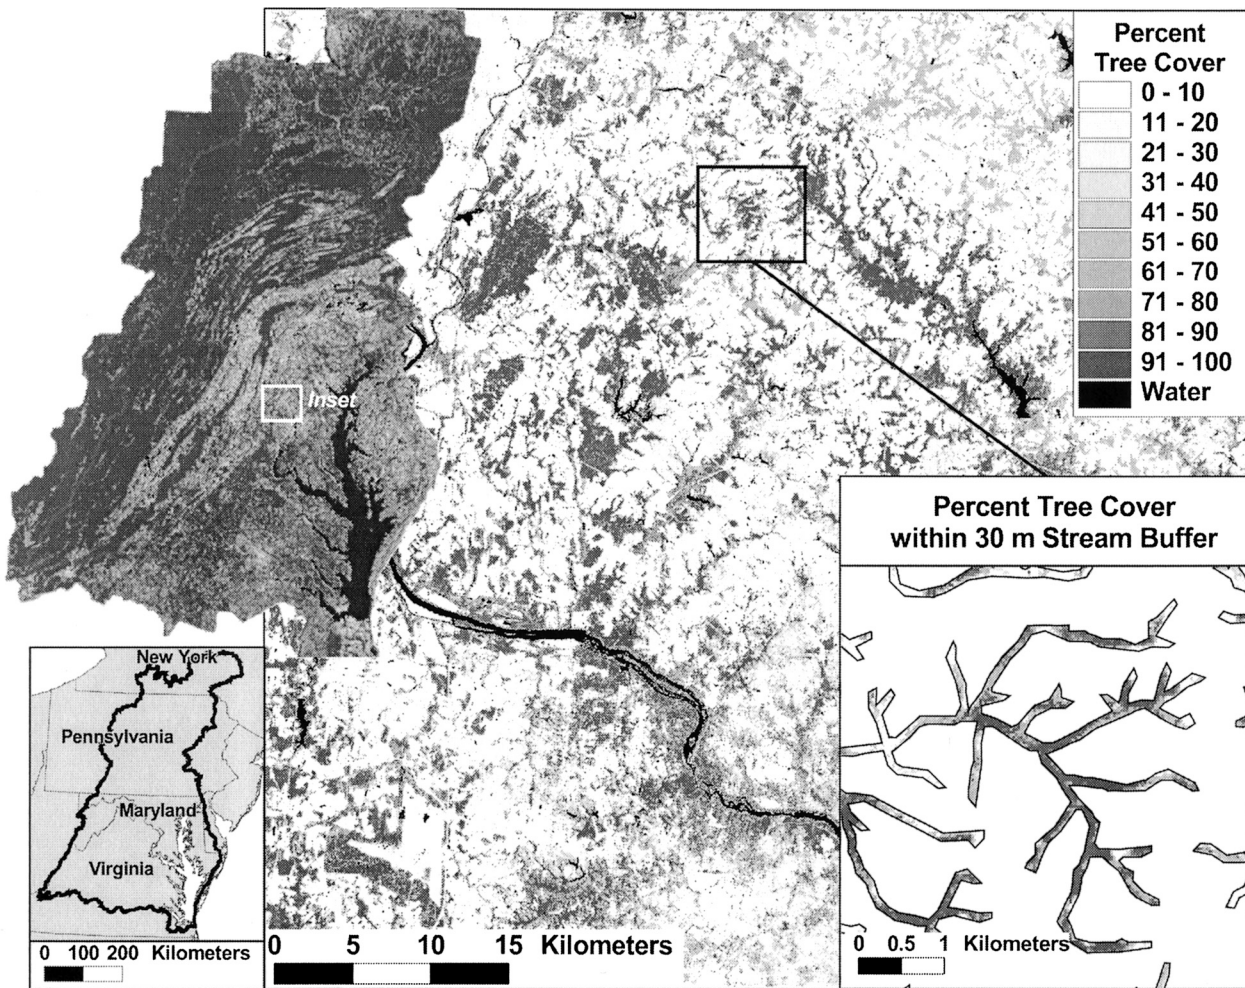 Percent
Tree Cover
0 - 10
11 - 20
21 - 30
31 - 40
41 - 50
51 - 60
61 - 70
71 - 80
81 - 90
91 - 100
Water
Inset
Percent Tree Cover
within 30 m Stream Buffer
New York
Pennsylvania
Maryland
Virginia
0 100 200 Kilometers
0 5 10 15 Kilometers
0 0.5 1 Kilometers